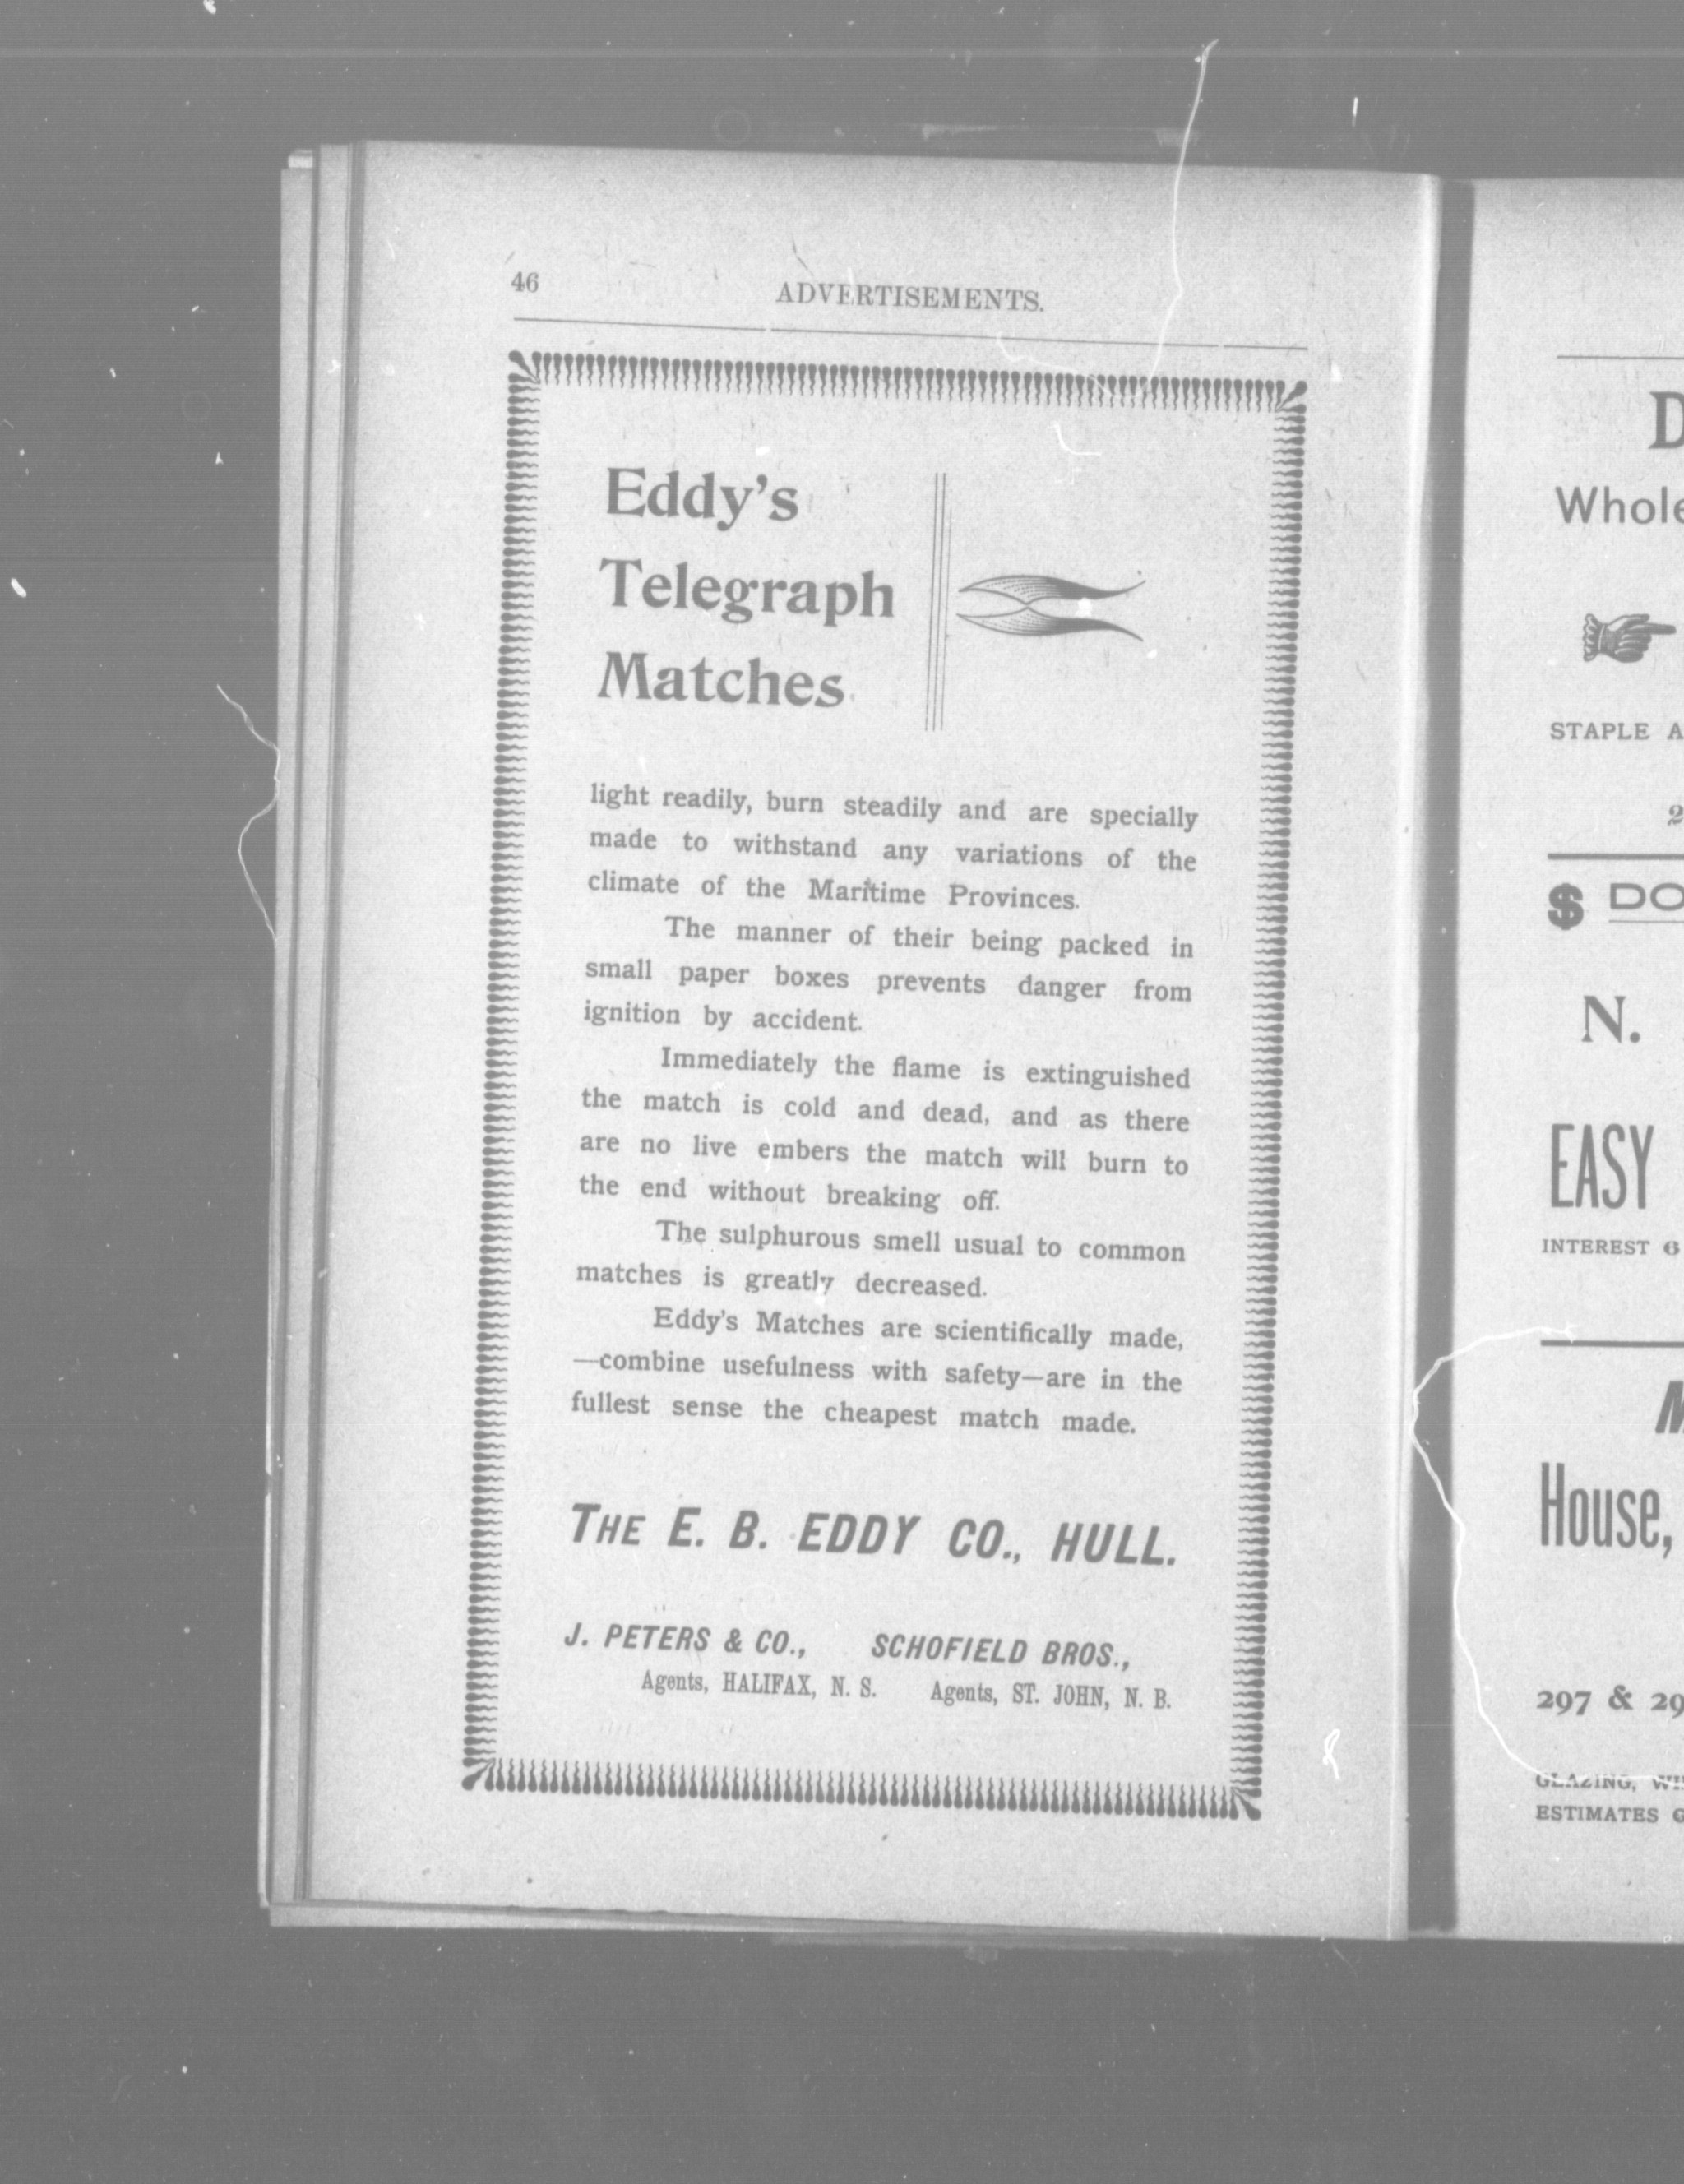 46
ADVERTISEMENTS.
Eddy's
Telegraph
Matches
light readily, burn steadily and are specially
made to withstand any variations of the
climate of the Maritime Provinces.
The manner of their being packed in
small paper boxes prevents danger from
ignition by accident.
Immediately the flame is extinguished
the match is cold and dead, and as there
are no live embers the match will burn to
the end without breaking off.
The sulphurous smell usual to common
matches is greatly decreased.
Eddy's Matches are scientifically made,
—combine usefulness with safety—are in the
fullest sense the cheapest match made.
THE E. B. EDDY CO., HULL.
J. PETERS & CO.,
Agents, HALIFAX, N. S.
SCHOFIELD BROS.,
Agents, ST. JOHN, N. B.
STAPLE
$
N.
EASY
INTEREST 6
House,
297 &
GLAZING,
ESTIMATES